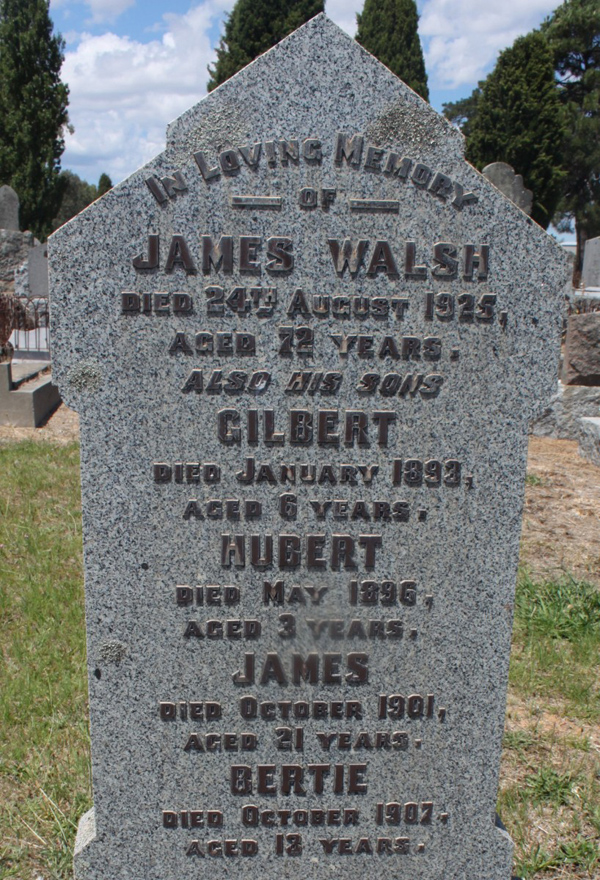 IN LOVING MEMORY
OF
JAMES WALSH
DIED 24TH AUGUST 1925,
AGED 72 YEARS.
ALSO HIS SONS
GILBERT
DIED JANUARY 1893,
AGED 6 YEARS.
HUBERT
DIED MAY 1896,
AGED 3 YEARS.
JAMES
DIED OCTOBER 1901,
AGED 21 YEARS.
BERTIE
DIED OCTOBER 1907,
AGED 18 YEARS.